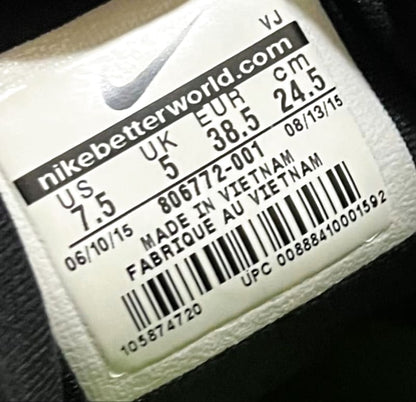 VJ
nikebetterworld.com
US UK EUR cm
7.5 5 38.5 24.5
06/10/15 806772-001 08/13/15
MADE IN VIETNAM
FABRIQUE AU VIETNAM
105874720 UPC 00888410001592